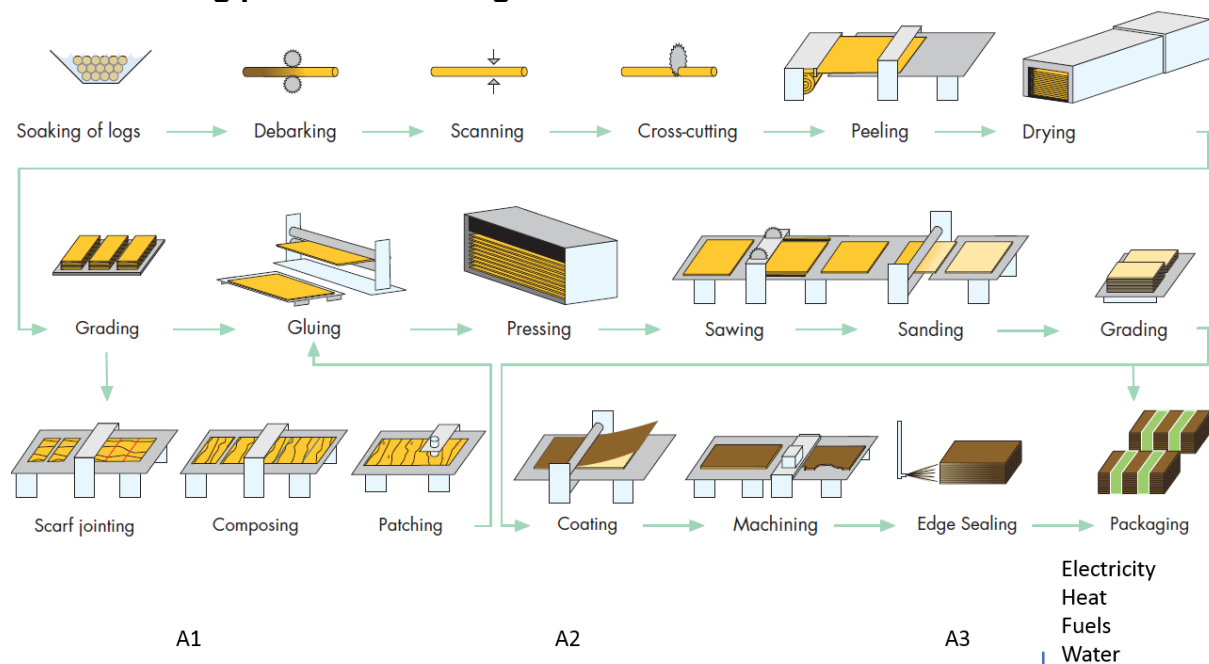 Soaking of logs
Debarking
Scanning
Cross-cutting
Peeling
Drying
Grading
Gluing
Pressing
Sawing
Sanding
Grading
Scarf jointing
Composing
Patching
Coating
Machining
Edge Sealing
Packaging
Electricity
Heat
Fuels
Water
A1
A2
A3